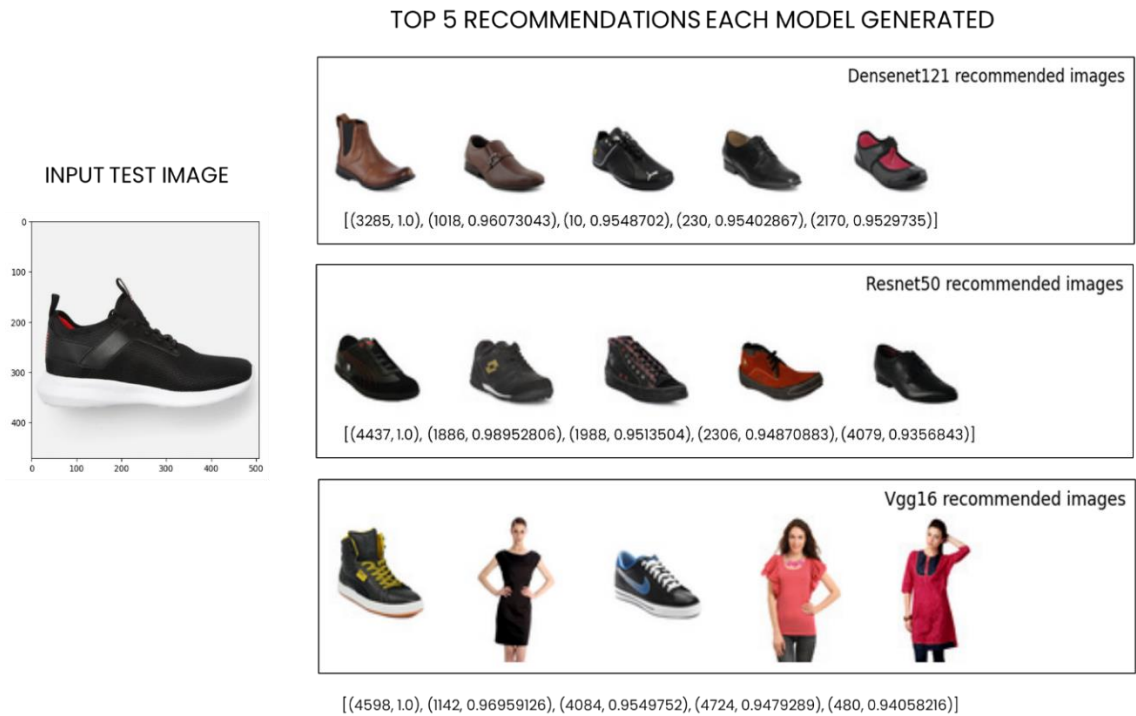 TOP 5 RECOMMENDATIONS EACH MODEL GENERATED
INPUT TEST IMAGE
0
100
200
300
400
0 100 200 300 400 500
Densenet121 recommended images
[(3285, 1.0), (1018, 0.96073043), (10, 0.9548702), (230, 0.95402867), (2170, 0.9529735)]
Resnet50 recommended images
[(4437, 1.0), (1886, 0.98952806), (1988, 0.9513504), (2306, 0.94870883), (4079, 0.9356843)]
Vgg16 recommended images
[(4598, 1.0), (1142, 0.96959126), (4084, 0.9549752), (4724, 0.9479289), (480, 0.94058216)]